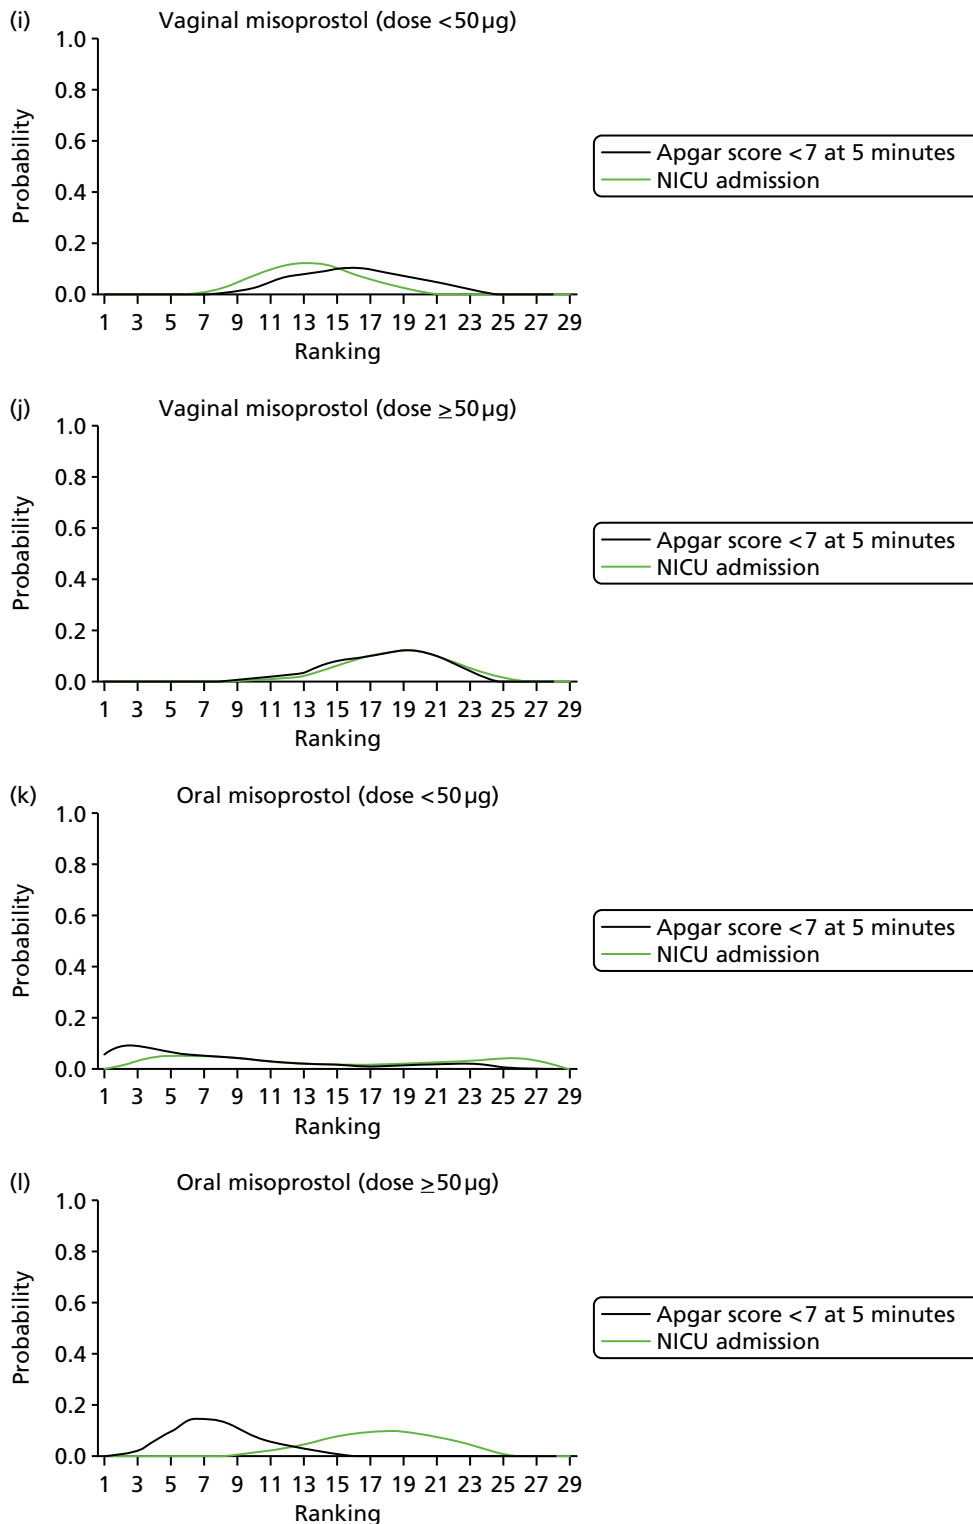 (i) Vaginal misoprostol (dose <50µg)
1.0
0.8
0.6
0.4
0.2
0.0
Probability
1 3 5 7 9 11 13 15 17 19 21 23 25 27 29
Ranking
Apgar score <7 at 5 minutes
NICU admission
(j) Vaginal misoprostol (dose ≥50µg)
1.0
0.8
0.6
0.4
0.2
0.0
Probability
1 3 5 7 9 11 13 15 17 19 21 23 25 27 29
Ranking
Apgar score <7 at 5 minutes
NICU admission
(k) Oral misoprostol (dose <50µg)
1.0
0.8
0.6
0.4
0.2
0.0
Probability
1 3 5 7 9 11 13 15 17 19 21 23 25 27 29
Ranking
Apgar score <7 at 5 minutes
NICU admission
(l) Oral misoprostol (dose ≥50µg)
1.0
0.8
0.6
0.4
0.2
0.0
Probability
1 3 5 7 9 11 13 15 17 19 21 23 25 27 29
Ranking
Apgar score <7 at 5 minutes
NICU admission